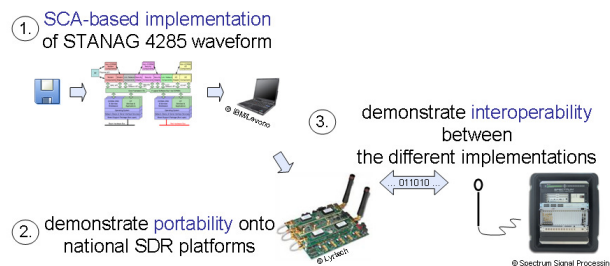 1. SCA-based implementation
of STANAG 4285 waveform
© IBM/Lenovo
3. demonstrate interoperability
between
the different implementations
... 011010 ...
2. demonstrate portability onto
national SDR platforms
© Lyrtech
© Spectrum Signal Processin